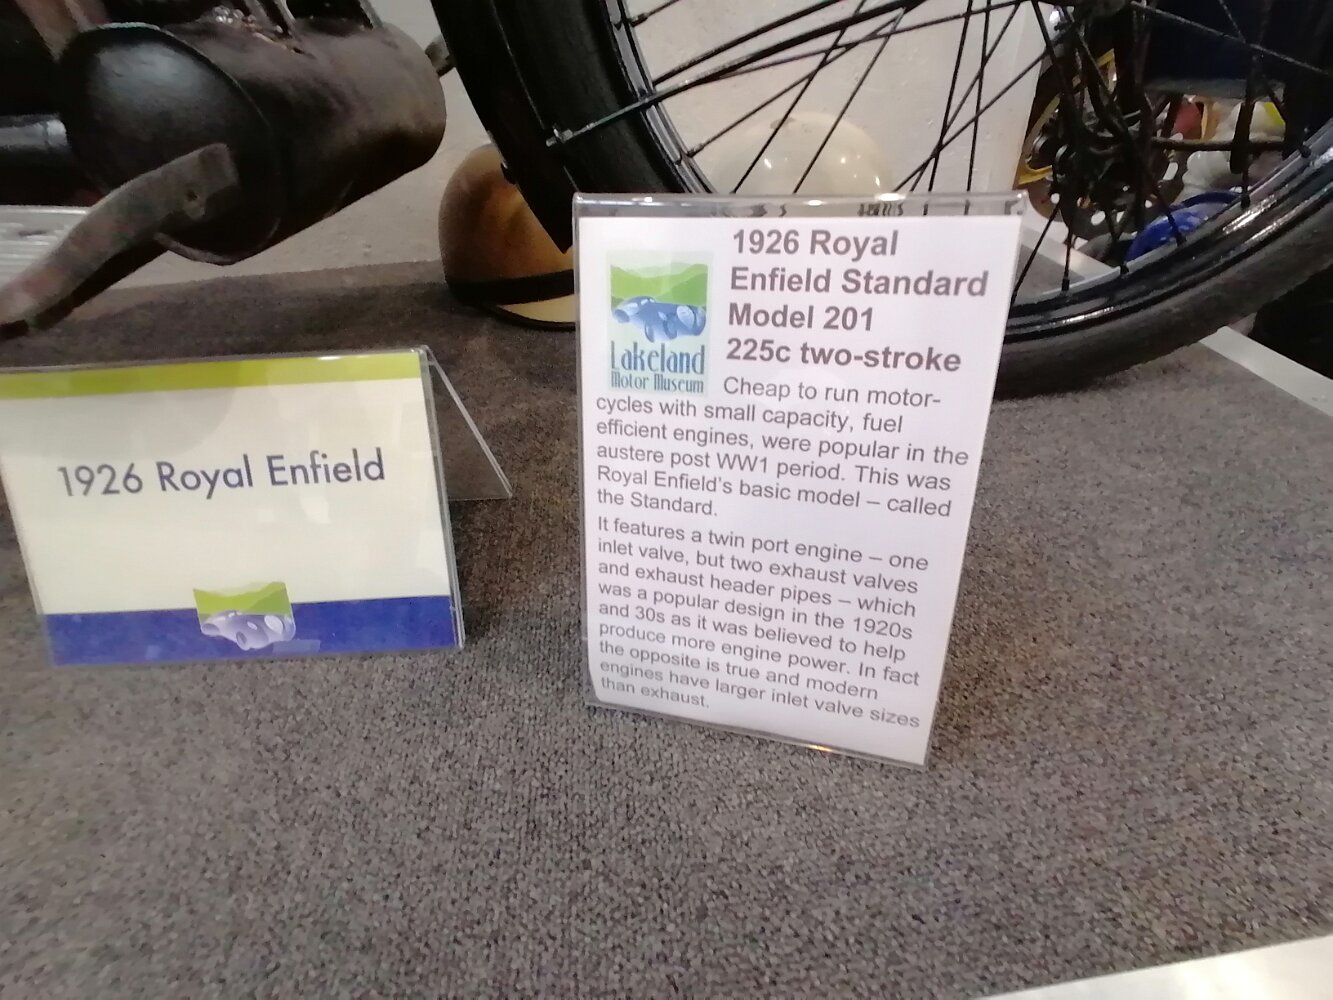 1926 Royal Enfield
1926 Royal
Enfield Standard
Model 201
225c two-stroke
Lakeland
Motor Museum
Cheap to run motor-
cycles with small capacity, fuel
efficient engines, were popular in the
austere post WW1 period. This was
Royal Enfield's basic model – called
the Standard.
It features a twin port engine – one
inlet valve, but two exhaust valves
and exhaust header pipes – which
was a popular design in the 1920s
and 30s as it was believed to help
produce more engine power. In fact
the opposite is true and modern
engines have larger inlet valve sizes
than exhaust.